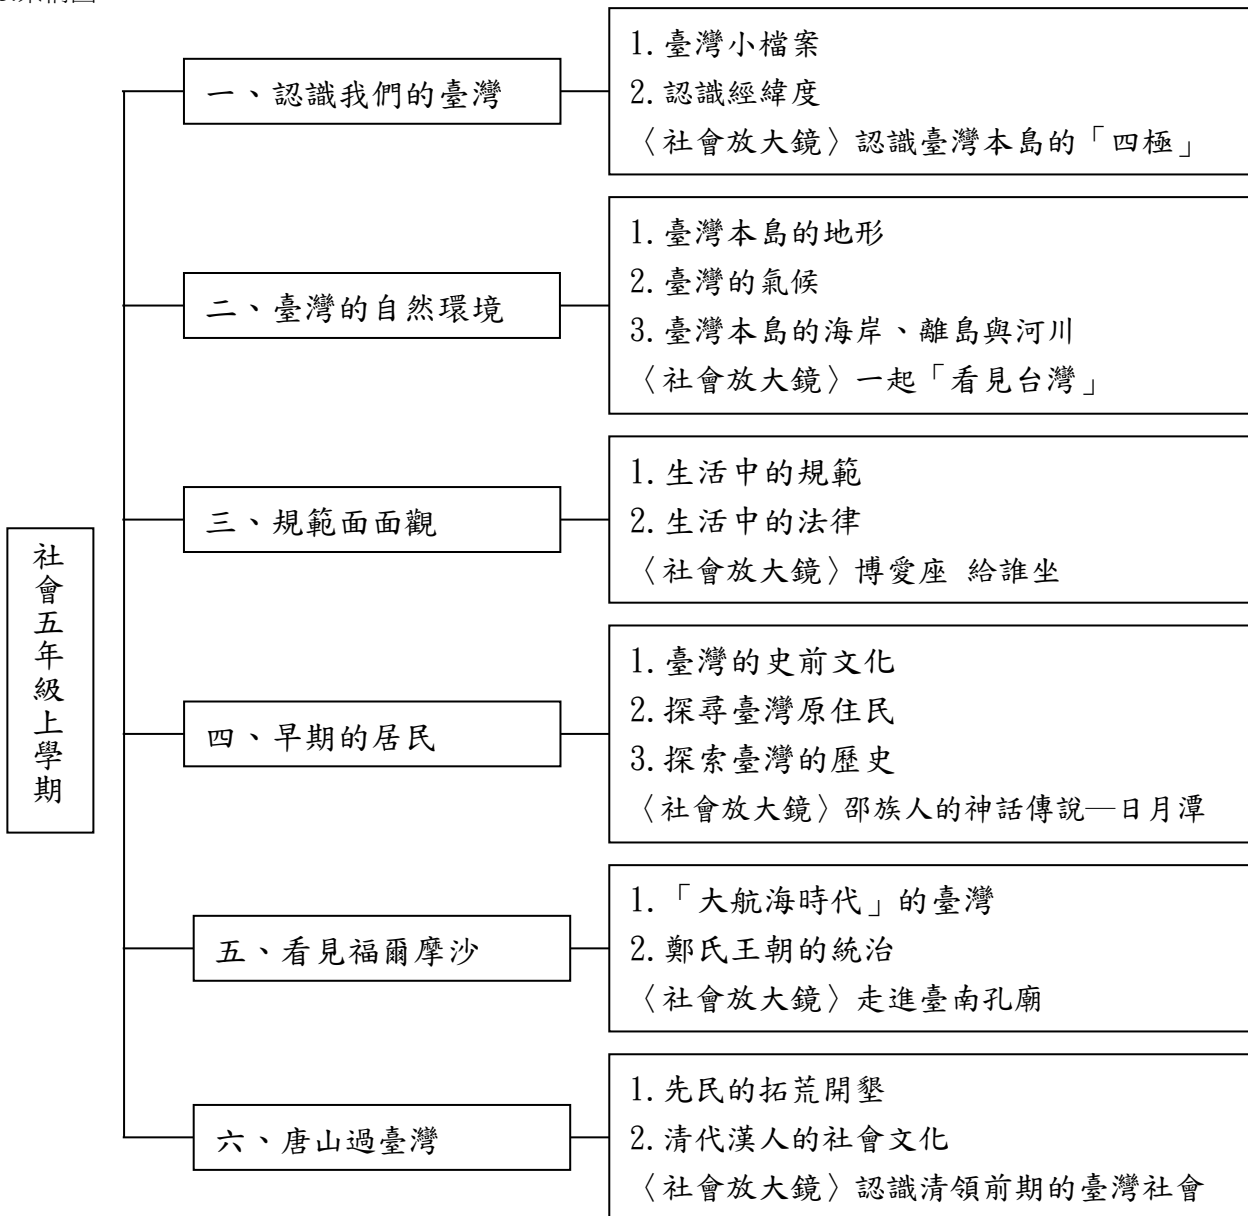 社會五年級上學期
一、認識我們的臺灣
1.臺灣小檔案
2.認識經緯度
〈社會放大鏡〉認識臺灣本島的「四極」
二、臺灣的自然環境
1.臺灣本島的地形
2.臺灣的氣候
3.臺灣本島的海岸、離島與河川
〈社會放大鏡〉一起「看見台灣」
三、規範面面觀
1.生活中的規範
2.生活中的法律
〈社會放大鏡〉博愛座 給誰坐
四、早期的居民
1.臺灣的史前文化
2.探尋臺灣原住民
3.探索臺灣的歷史
〈社會放大鏡〉邵族人的神話傳說—日月潭
五、看見福爾摩沙
1.「大航海時代」的臺灣
2.鄭氏王朝的統治
〈社會放大鏡〉走進臺南孔廟
六、唐山過臺灣
1.先民的拓荒開墾
2.清代漢人的社會文化
〈社會放大鏡〉認識清領前期的臺灣社會